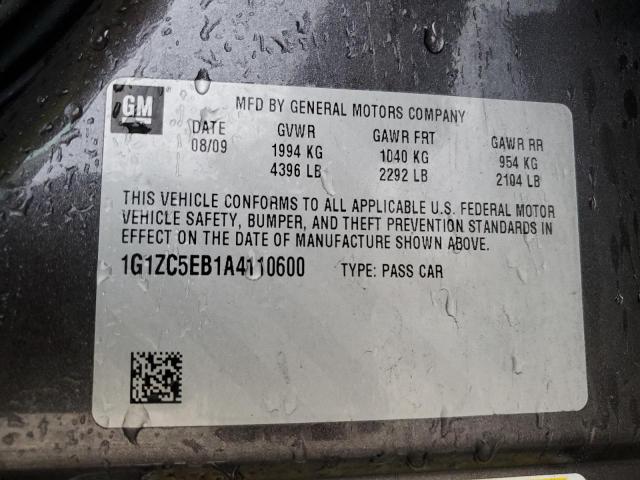 GM
MFD BY GENERAL MOTORS COMPANY
DATE GVWR GAWR FRT GAWR RR
08/09 1994 KG 1040 KG 954 KG
4396 LB 2292 LB 2104 LB
THIS VEHICLE CONFORMS TO ALL APPLICABLE U.S. FEDERAL MOTOR
VEHICLE SAFETY, BUMPER, AND THEFT PREVENTION STANDARDS IN
EFFECT ON THE DATE OF MANUFACTURE SHOWN ABOVE.
1G1ZC5EB1A4110600 TYPE: PASS CAR